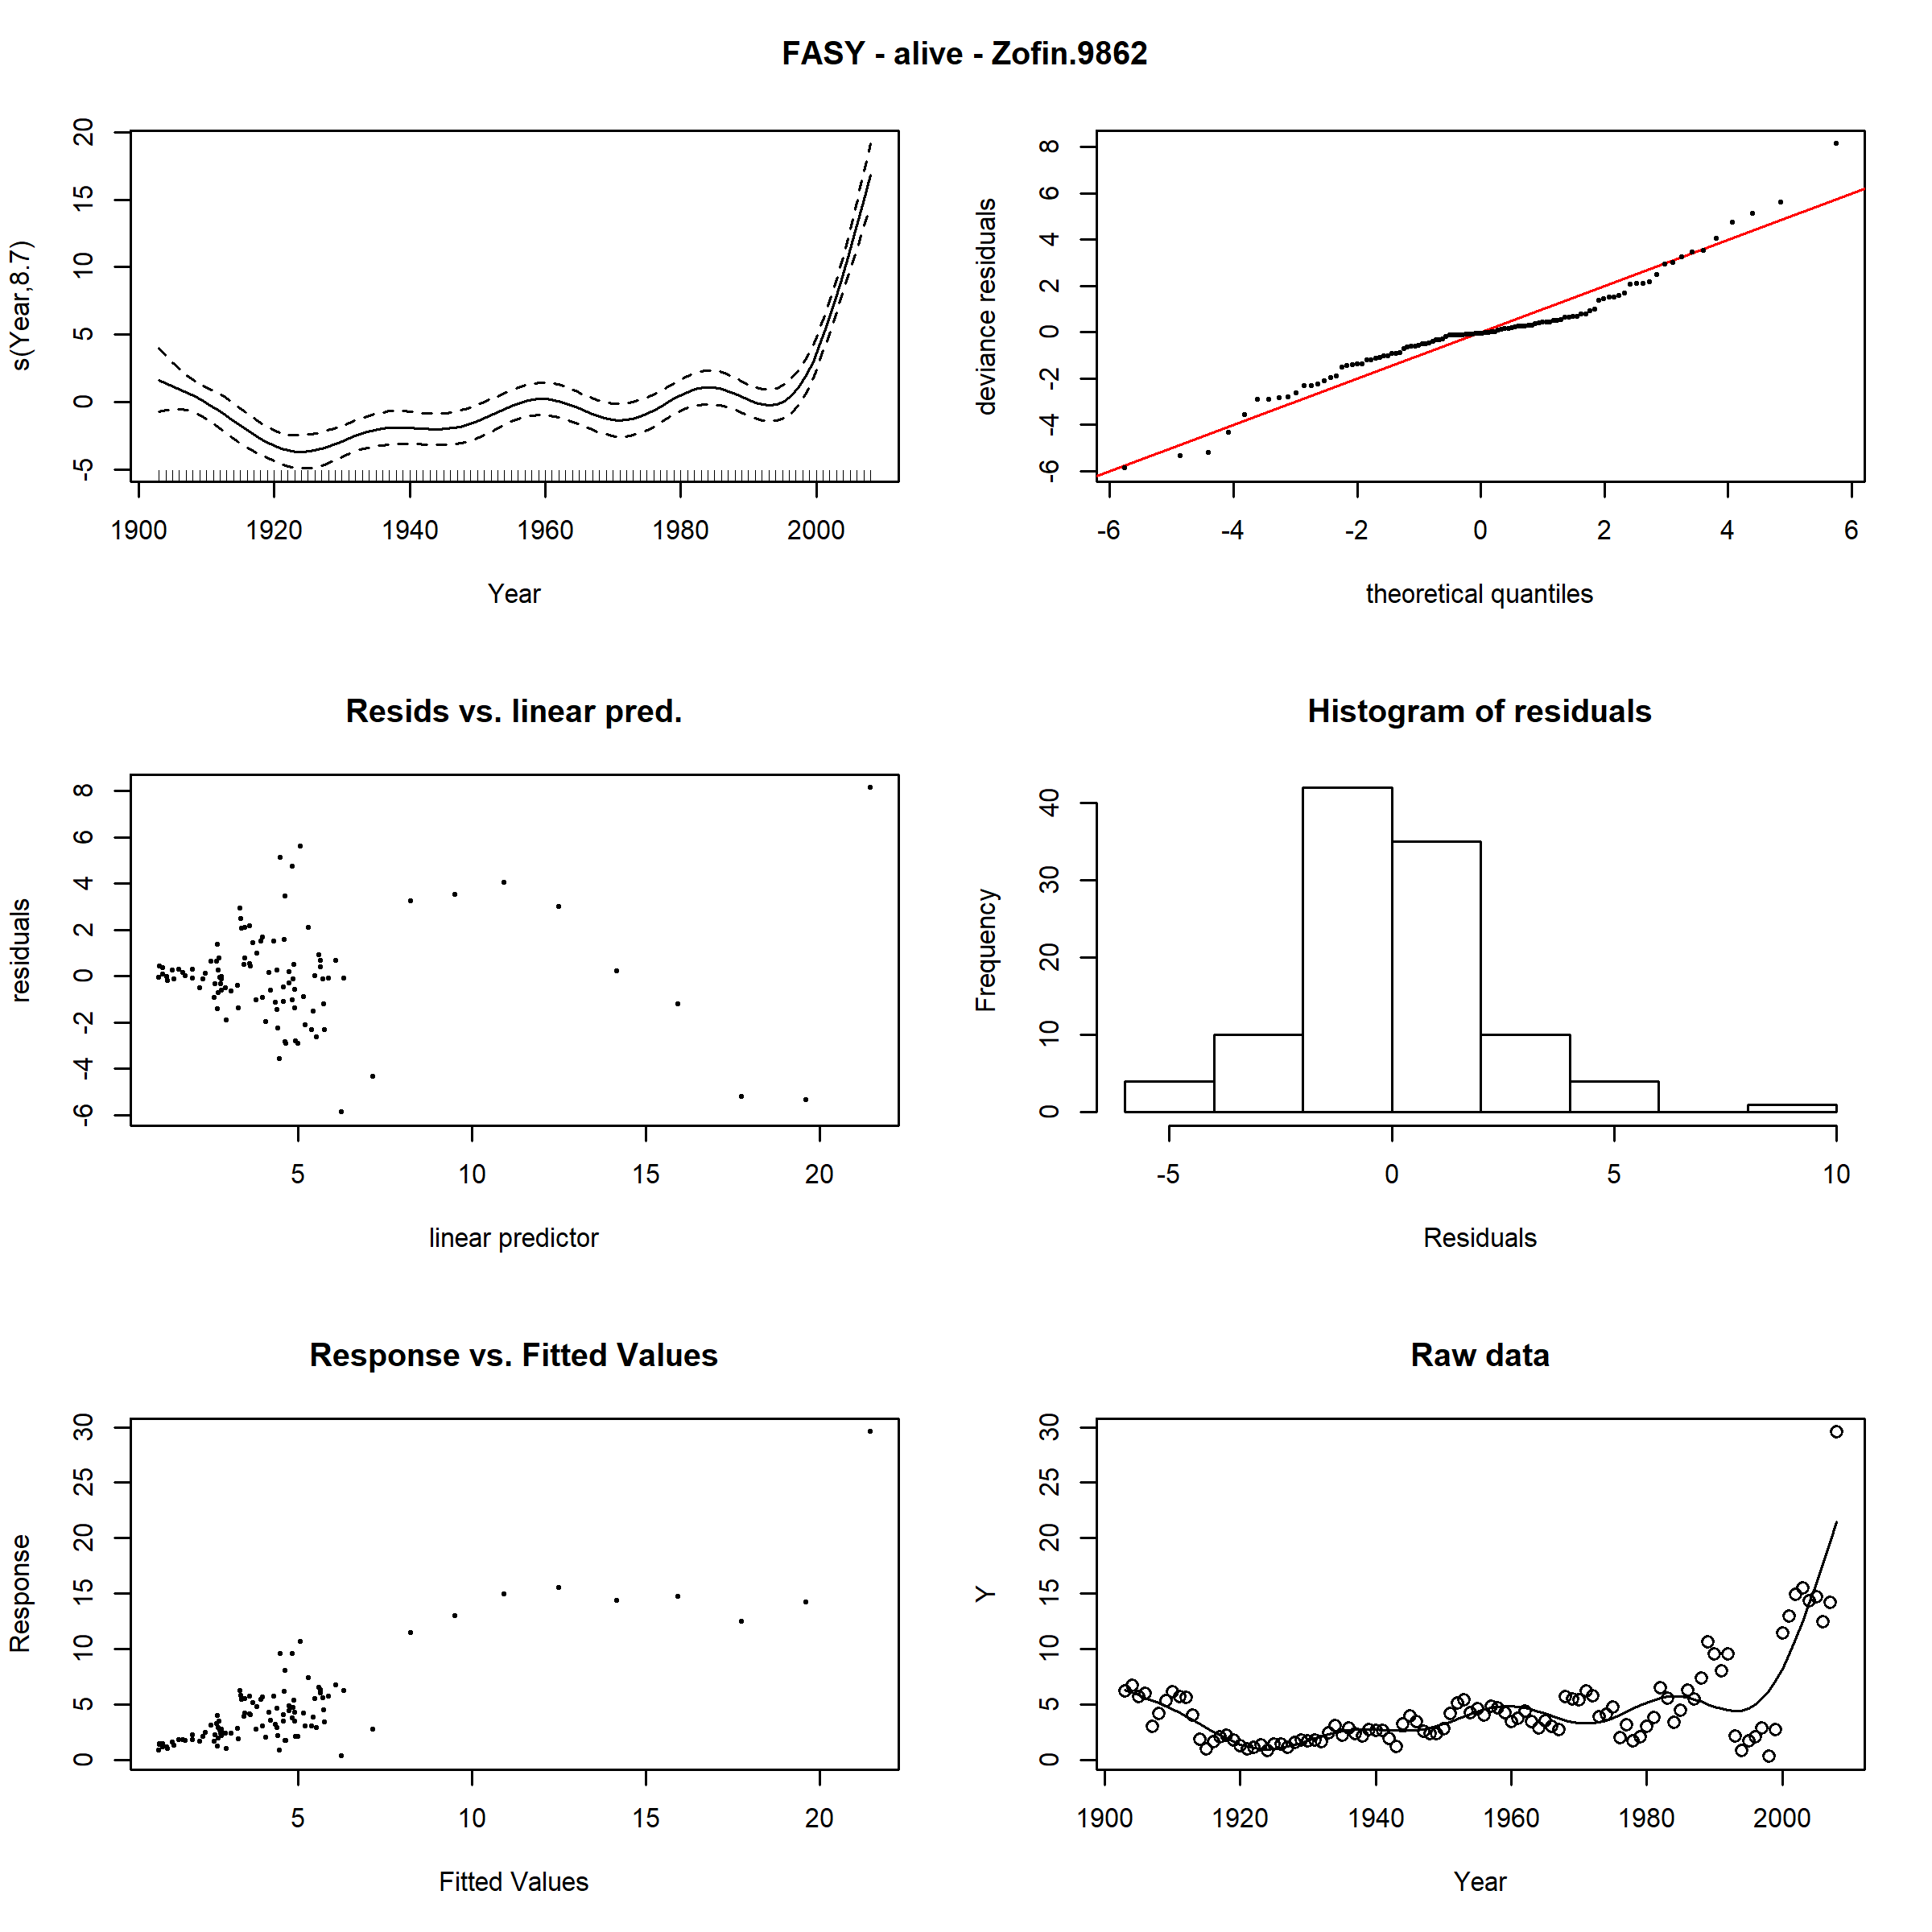 FASY - alive - Zofin.9862
s(Year,8.7)
-5 0 5 10 15 20
1900 1920 1940 1960 1980 2000
Year
deviance residuals
-6 -4 -2 0 2 4 6 8
-6 -4 -2 0 2 4 6
theoretical quantiles
Resids vs. linear pred.
residuals
-6 -4 -2 0 2 4 6 8
5 10 15 20
linear predictor
Histogram of residuals
Frequency
0 10 20 30 40
-5 0 5 10
Residuals
Response vs. Fitted Values
Response
0 5 10 15 20 25 30
5 10 15 20
Fitted Values
Raw data
Y
0 5 10 15 20 25 30
1900 1920 1940 1960 1980 2000
Year